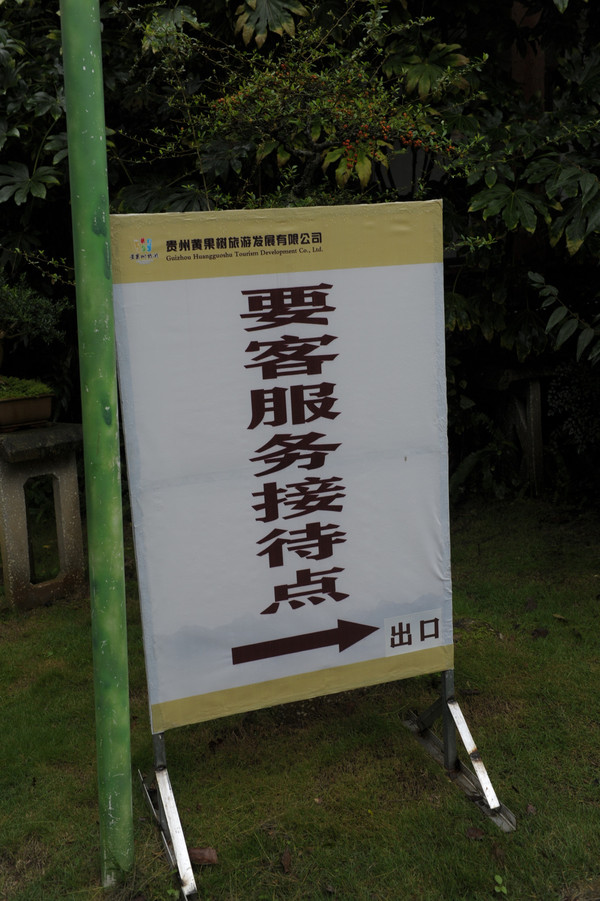 贵州黄果树旅游发展有限公司
Guizhou Huangguoshu Tourism Development Co., Ltd.
要客服务接待点
出口